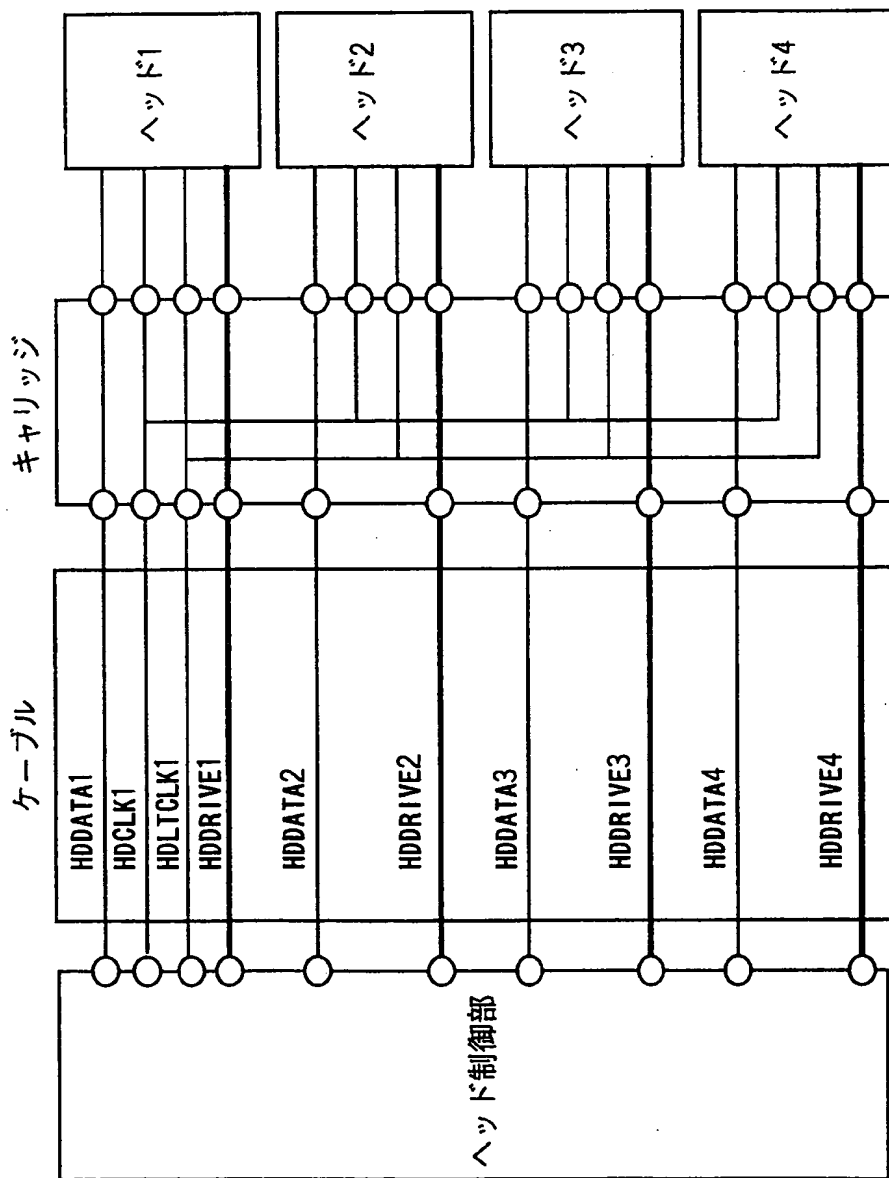 ケーブル
キャリッジ
ヘッド1
ヘッド2
ヘッド3
ヘッド4
HDDATA1
HDCLK1
HDLTCLK1
HDDRIVE1
HDDATA2
HDDRIVE2
HDDATA3
HDDRIVE3
HDDATA4
HDDRIVE4
ヘッド制御部